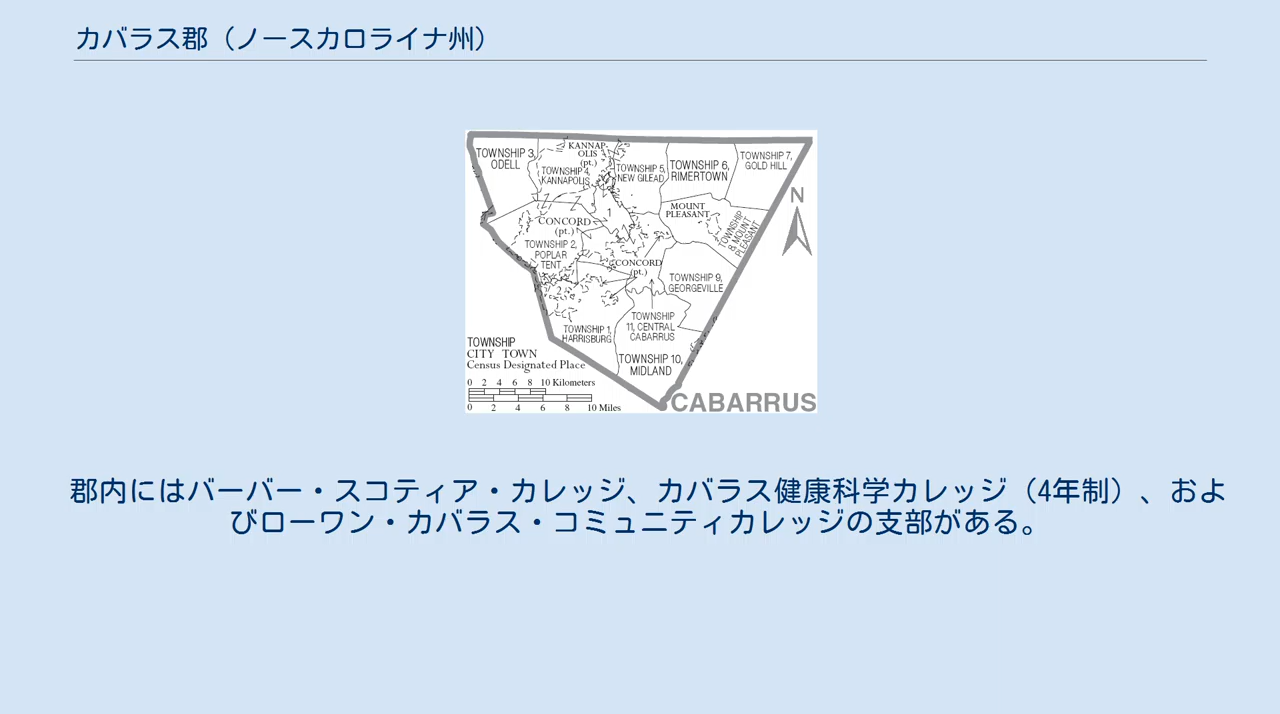 カバラス郡（ノースカロライナ州）
TOWNSHIP 3,
ODELL
KANNAP-
OLIS
(pt.)
TOWNSHIP 4,
KANNAPOLIS
TOWNSHIP 5,
NEW GILEAD
TOWNSHIP 6,
RIMERTOWN
TOWNSHIP 7,
GOLD HILL
N
MOUNT
PLEASANT
TOWNSHIP
8, MOUNT
PLEASANT
1
CONCORD
(pt.)
TOWNSHIP 2,
POPLAR
TENT
CONCORD
(pt.)
TOWNSHIP 9,
GEORGEVILLE
2
TOWNSHIP
11, CENTRAL
CABARRUS
TOWNSHIP 1,
HARRISBURG
TOWNSHIP 10,
MIDLAND
TOWNSHIP
CITY TOWN
Census Designated Place
0 2 4 6 8 10 Kilometers
0 2 4 6 8 10 Miles
CABARRUS
郡内にはバーバー・スコティア・カレッジ、カバラス健康科学カレッジ（4年制）、およ
びローワン・カバラス・コミュニティカレッジの支部がある。